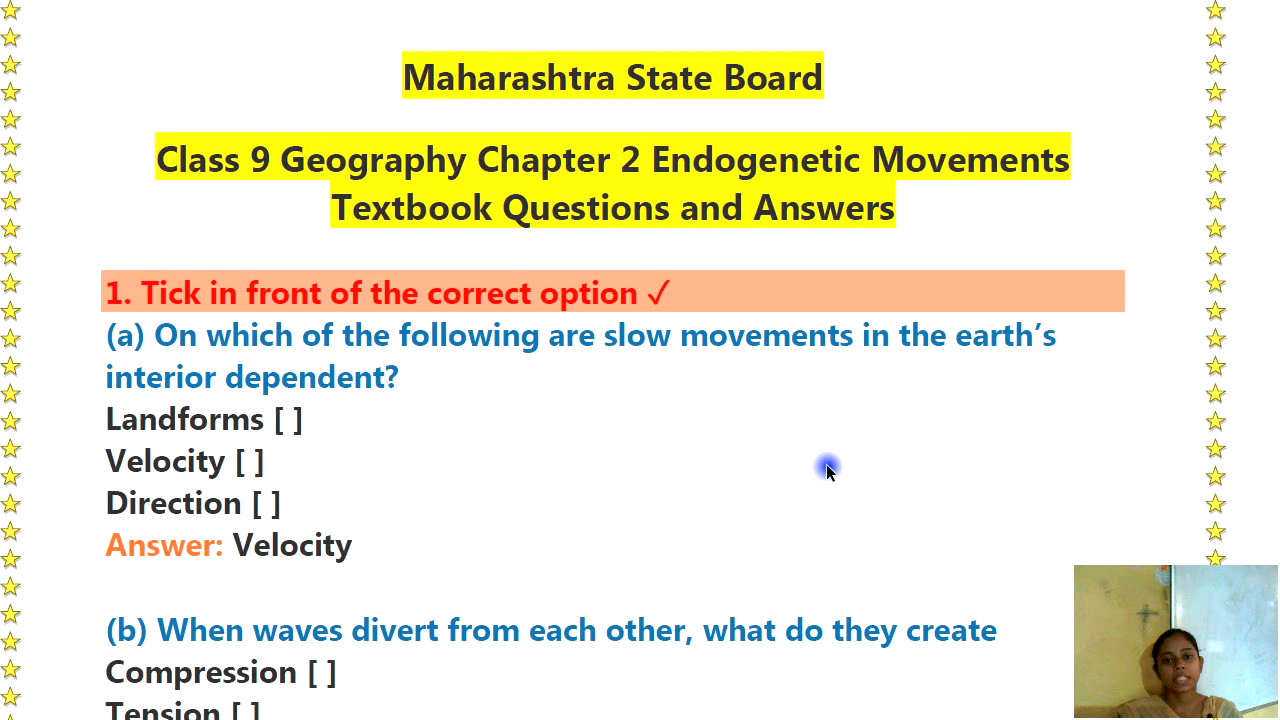 Maharashtra State Board
Class 9 Geography Chapter 2 Endogenetic Movements
Textbook Questions and Answers
1. Tick in front of the correct option ✓
(a) On which of the following are slow movements in the earth’s
interior dependent?
Landforms [ ]
Velocity [ ]
Direction [ ]
Answer: Velocity
(b) When waves divert from each other, what do they create
Compression [ ]
Tension [ ]